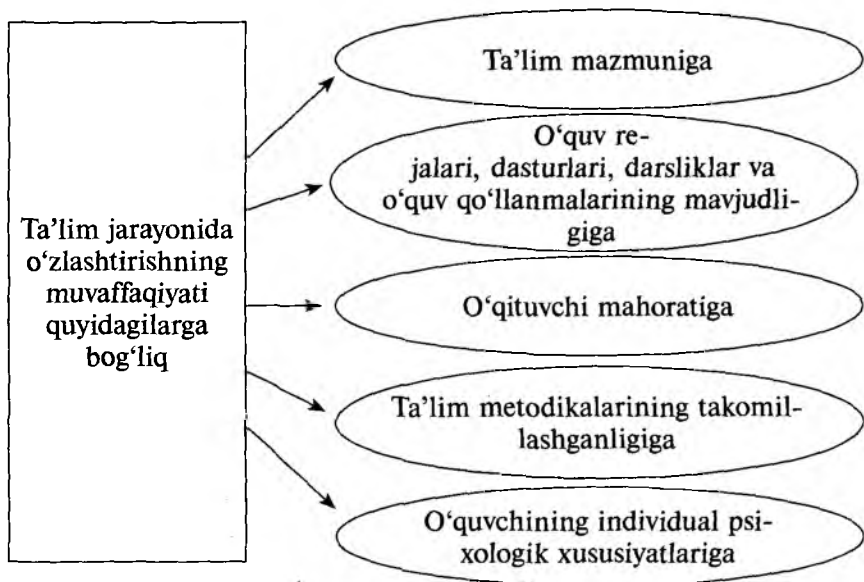 Ta’lim jarayonida
o‘zlashtirishning
muvaffaqiyati
quyidagilarga
bog‘liq
Ta’lim mazmuniga
O‘quv re-
jalari, dasturlari, darsliklar va
o‘quv qo‘llanmalarining mavjudli-
giga
O‘qituvchi mahoratiga
Ta’lim metodikalarining takomil-
lashganligiga
O‘quvchining individual psi-
xologik xususiyatlariga